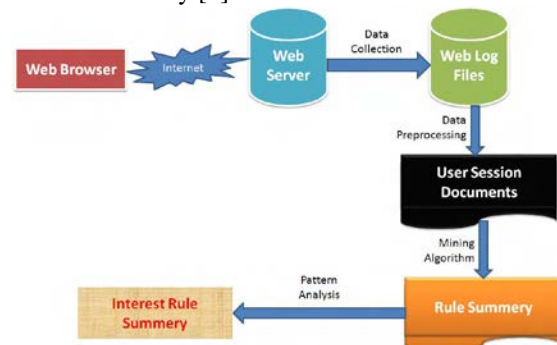 Web Browser
Internet
Web
Server
Data
Collection
Web Log
Files
Data
Preprocessing
User Session
Documents
Mining
Algorithm
Rule Summery
Pattern
Analysis
Interest Rule
Summery